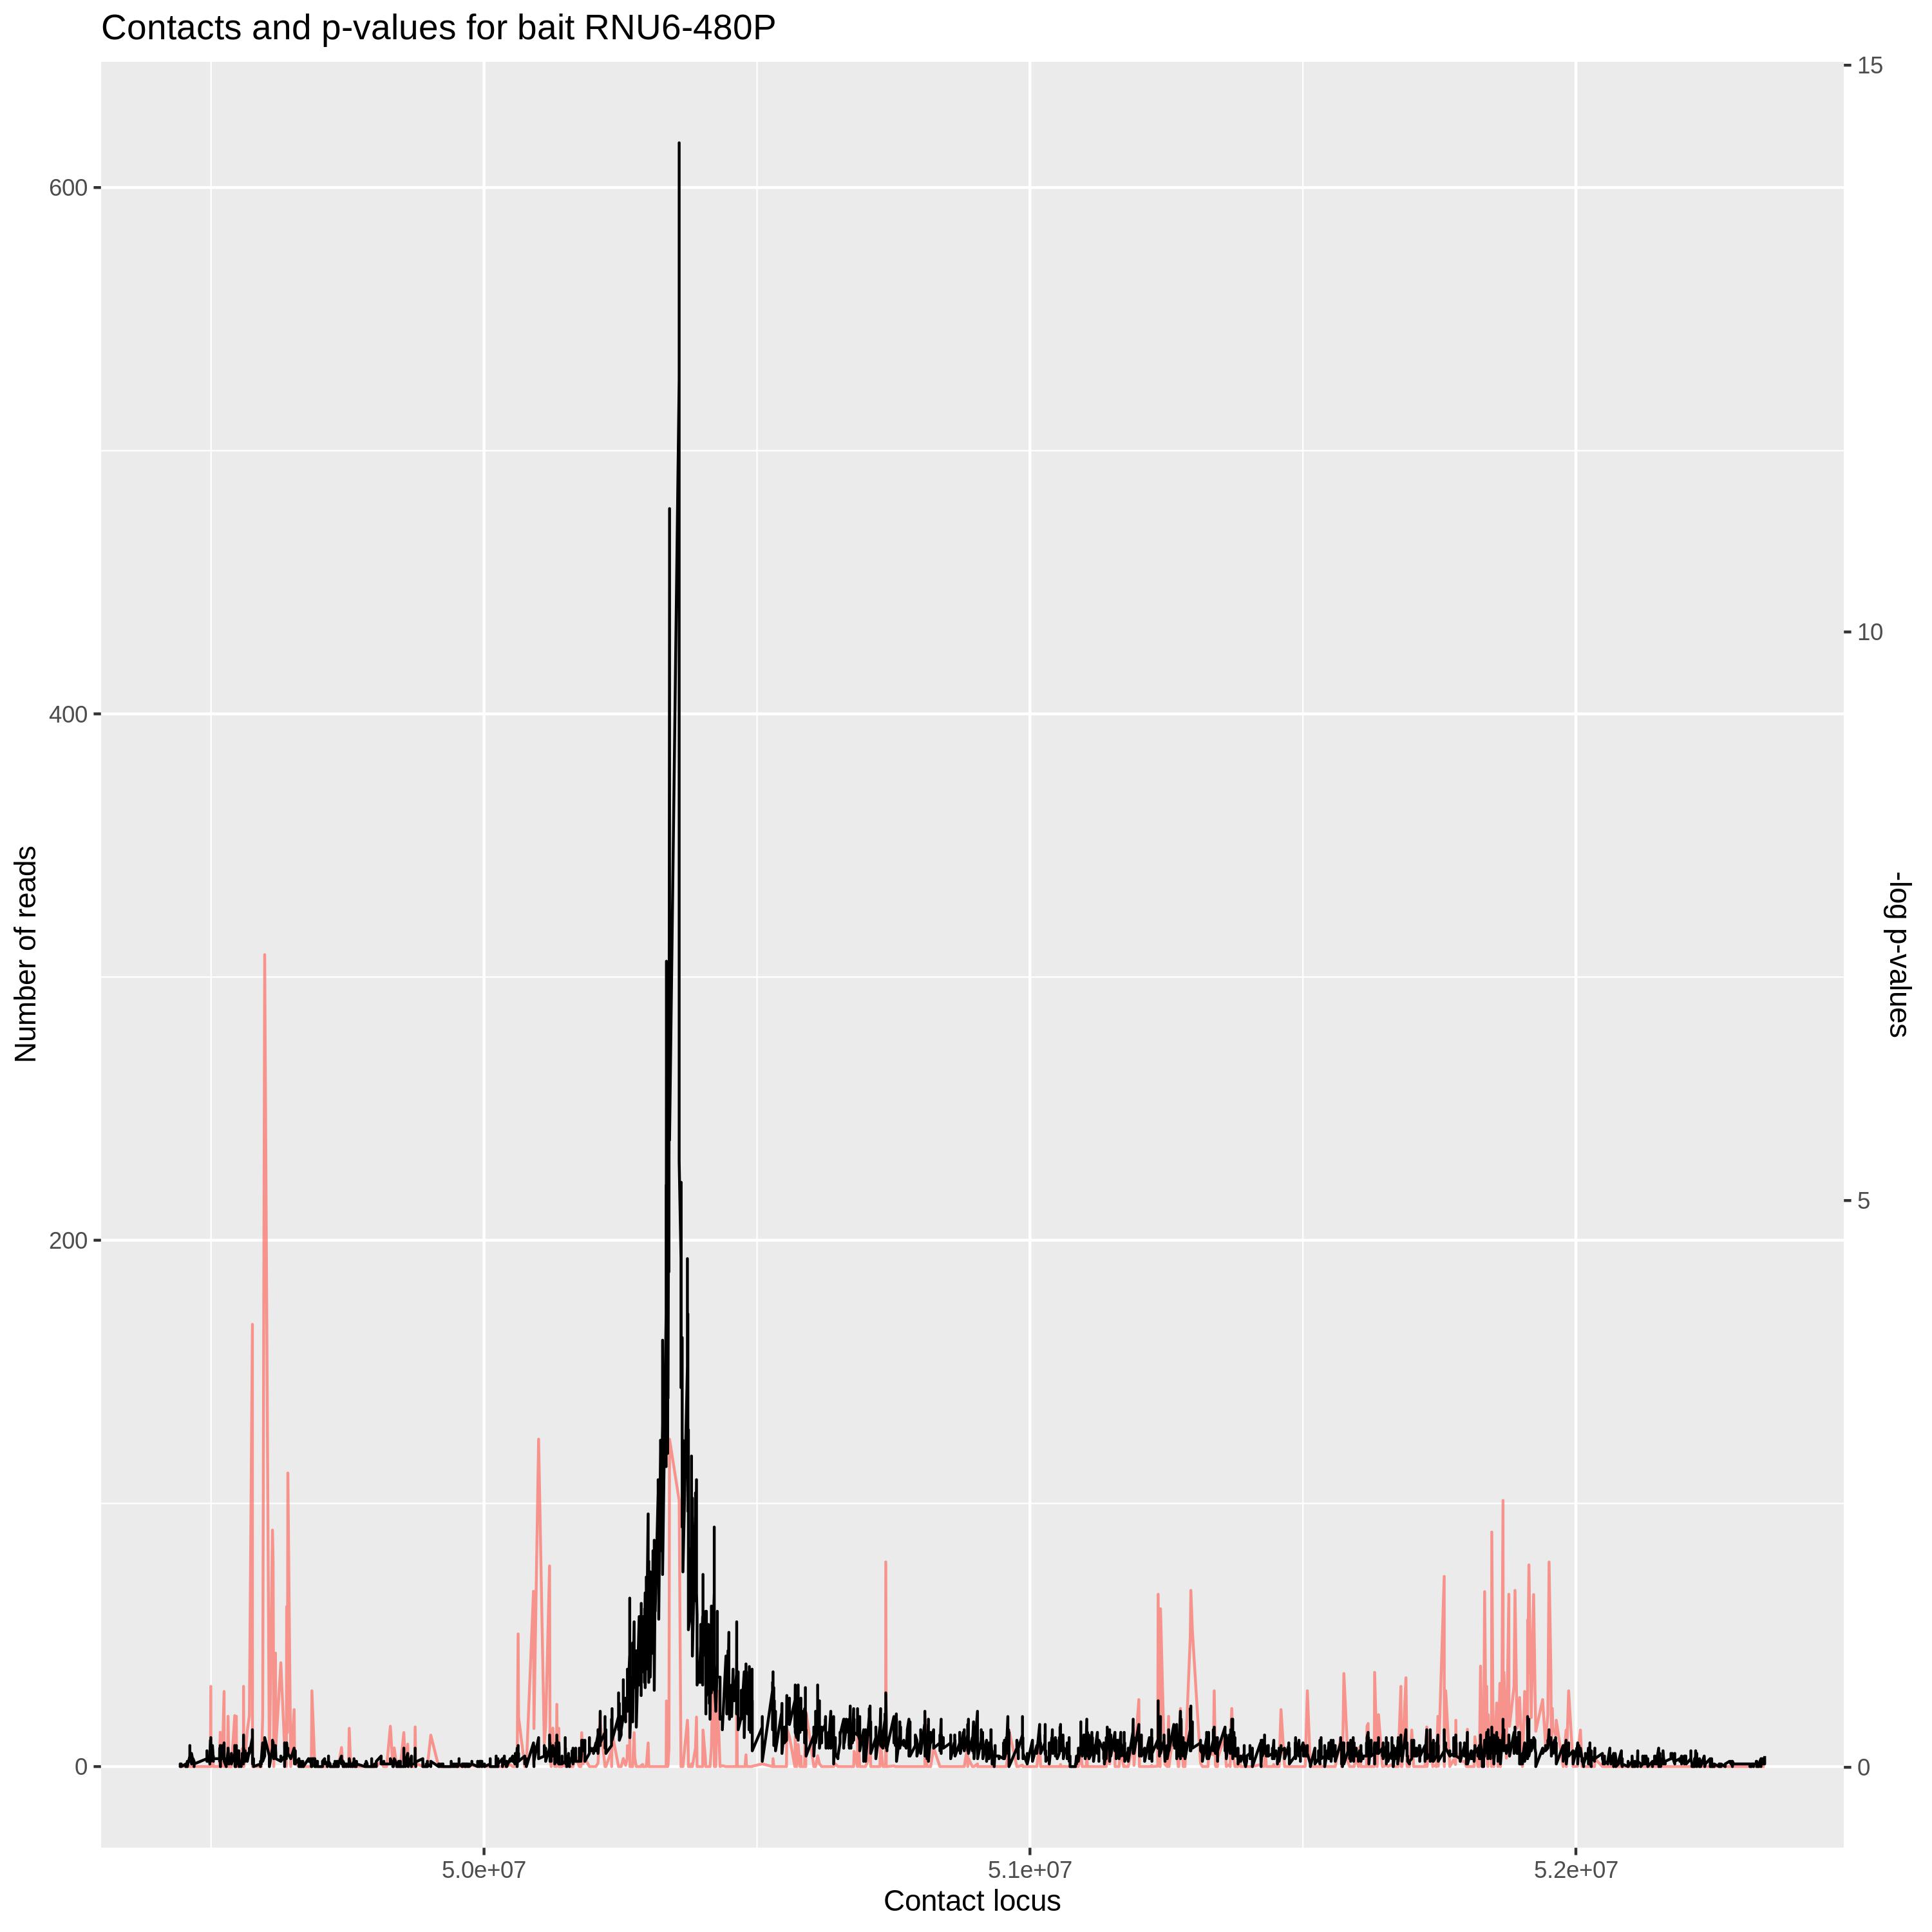 Contacts and p-values for bait RNU6-480P
Number of reads
600
400
200
0
15
10
5
0
-log p-values
5.0e+07
5.1e+07
5.2e+07
Contact locus